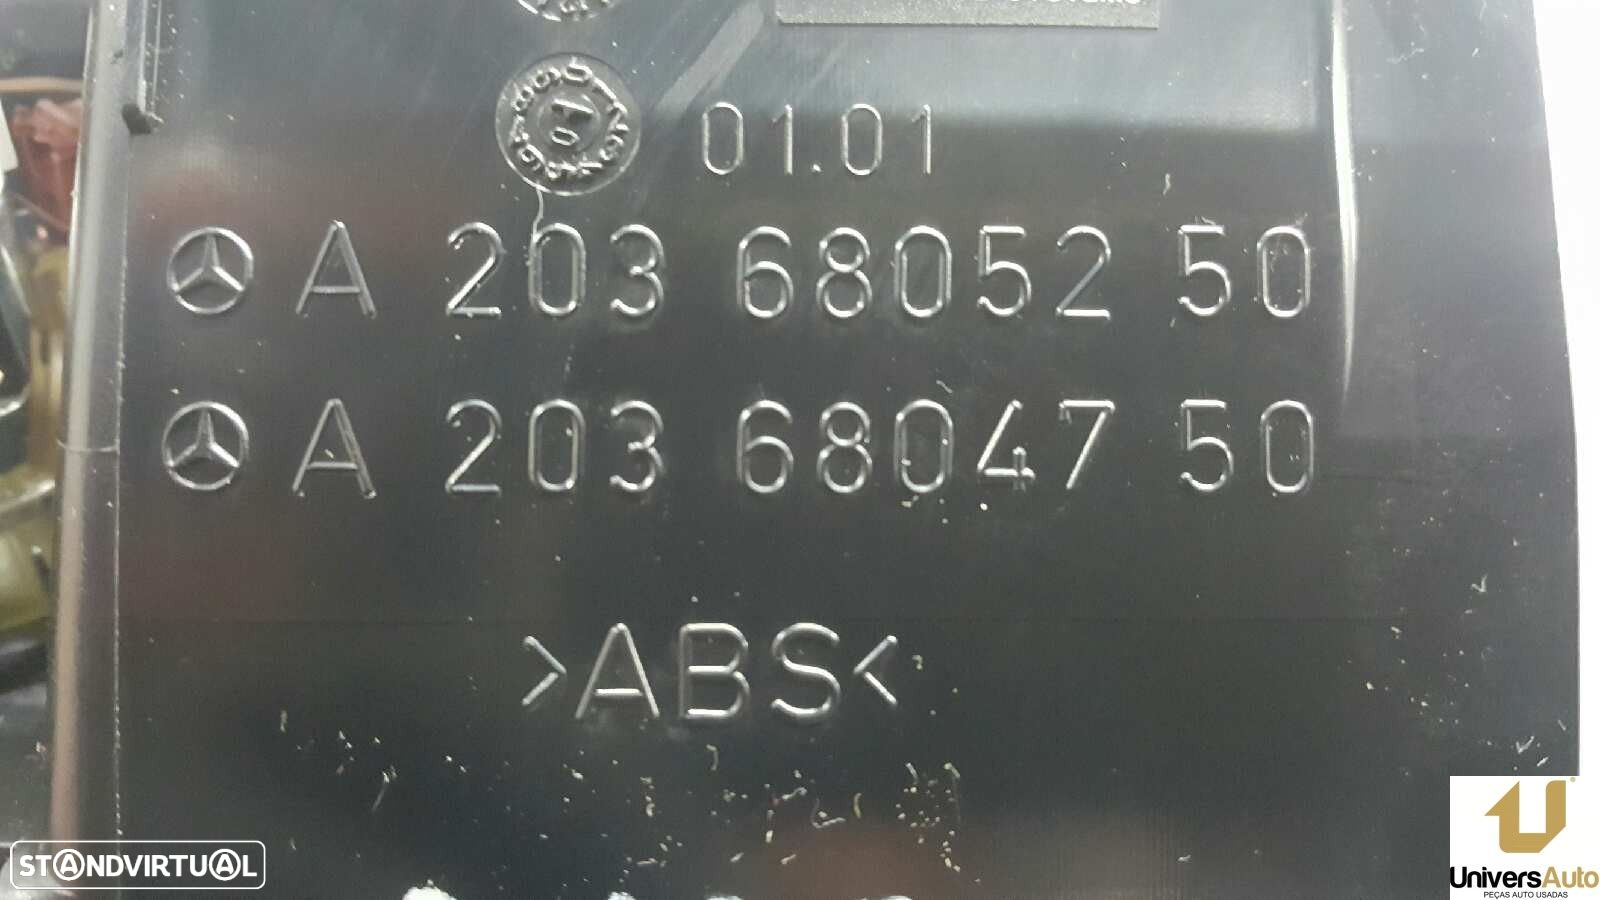 01.01
A 203 68052 50
A 203 68047 50
>ABS<
STANDVIRTUAL
UniversAuto
PEÇAS AUTO USADAS